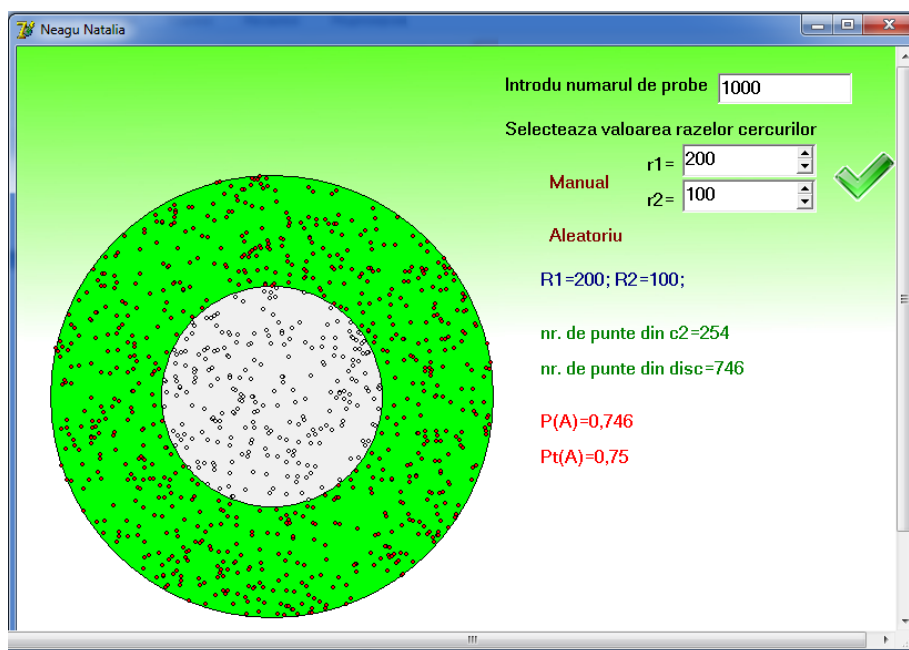 Neagu Natalia
Introdu numarul de probe 1000
Selecteaza valoarea razelor cercurilor
r1= 200
Manual
r2= 100
Aleatoriu
R1=200; R2=100;
nr. de punte din c2=254
nr. de punte din disc=746
P(A)=0,746
Pt(A)=0,75